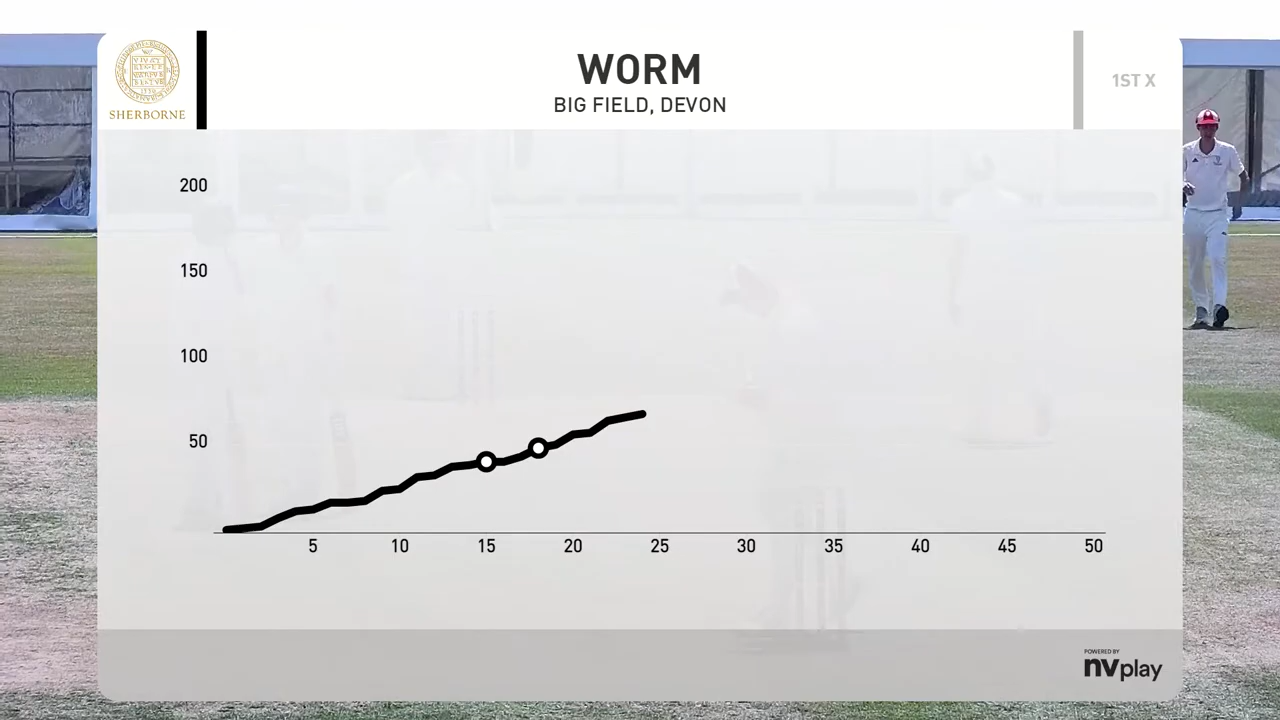 SHERBORNE
WORM
BIG FIELD, DEVON
1ST X
200
150
100
50
5 10 15 20 25 30 35 40 45 50
POWERED BY
nvplay